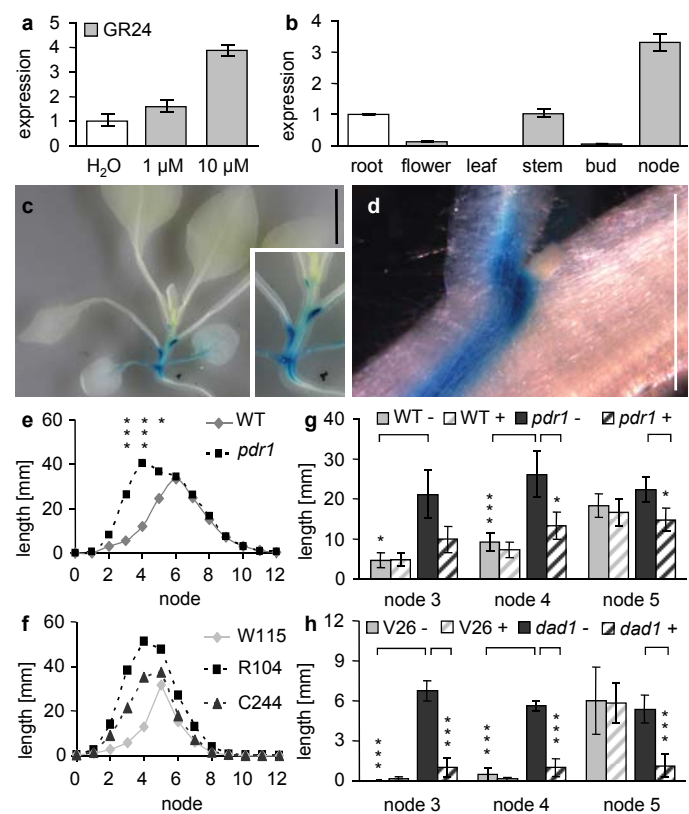 a
GR24
expression
5
4
3
2
1
0
H₂O 1 µM 10 µM
b
expression
4
3
2
1
0
root flower leaf stem bud node
c
d
e
length [mm]
60
40
20
0
* * *
* * *
*
WT
pdr1
0 2 4 6 8 10 12
node
g
WT - WT + pdr1 - pdr1 +
length [mm]
40
30
20
10
0
*
* * *
*
*
node 3 node 4 node 5
f
length [mm]
60
40
20
0
W115
R104
C244
0 2 4 6 8 10 12
node
h
V26 - V26 + dad1 - dad1 +
length [mm]
12
9
6
3
0
* * *
* * *
* * *
* * *
* * *
node 3 node 4 node 5